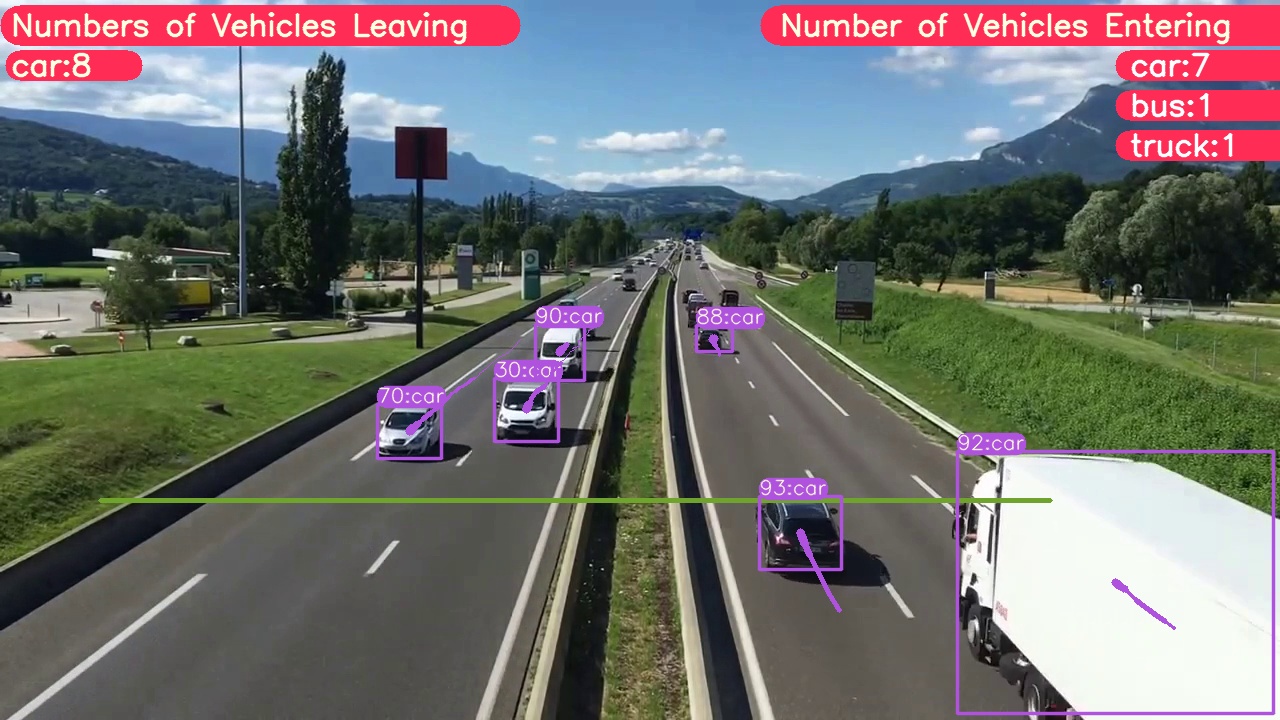 Numbers of Vehicles Leaving
Number of Vehicles Entering
car:8
car:7
bus:1
truck:1
90:car
88:car
30:car
70:car
92:car
93:car